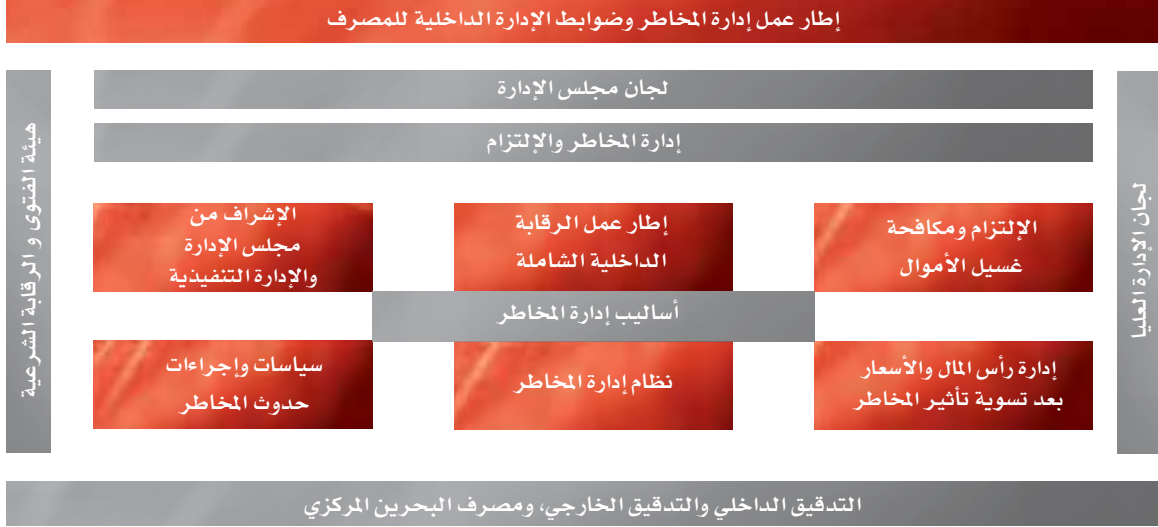 إطار عمل إدارة المخاطر وضوابط الإدارة الداخلية للمصرف
لجان مجلس الإدارة
إدارة المخاطر والإلتزام
لجان الإدارة العليا
الإلتزام ومكافحة
غسيل الأموال
إطار عمل الرقابة
الداخلية الشاملة
الإشراف من
مجلس الإدارة
والإدارة التنفيذية
هيئة الفتوى و الرقابة الشرعية
أساليب إدارة المخاطر
إدارة رأس المال والأسعار
بعد تسوية تأثير المخاطر
نظام إدارة المخاطر
سياسات وإجراءات
حدوث المخاطر
التدقيق الداخلي والتدقيق الخارجي، ومصرف البحرين المركزي